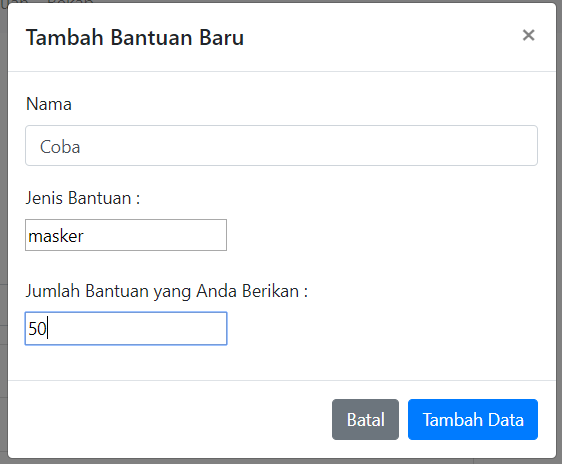 Tambah Bantuan Baru ×
Nama
Coba
Jenis Bantuan :
masker
Jumlah Bantuan yang Anda Berikan :
50
Batal Tambah Data